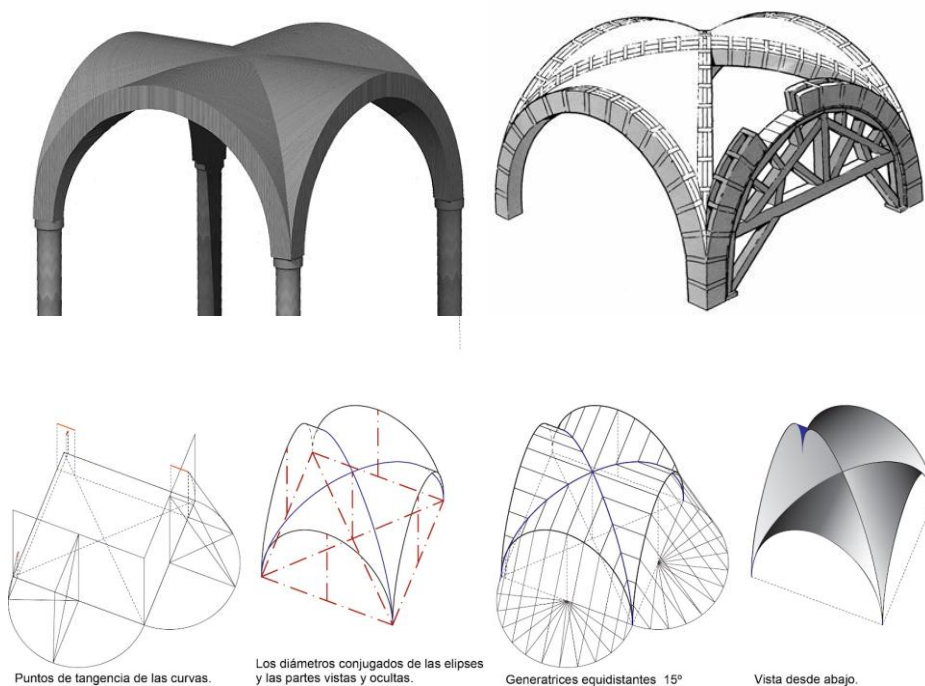 Puntos de tangencia de las curvas.
Los diámetros conjugados de las elipses
y las partes vistas y ocultas.
Generatrices equidistantes 15º
Vista desde abajo.